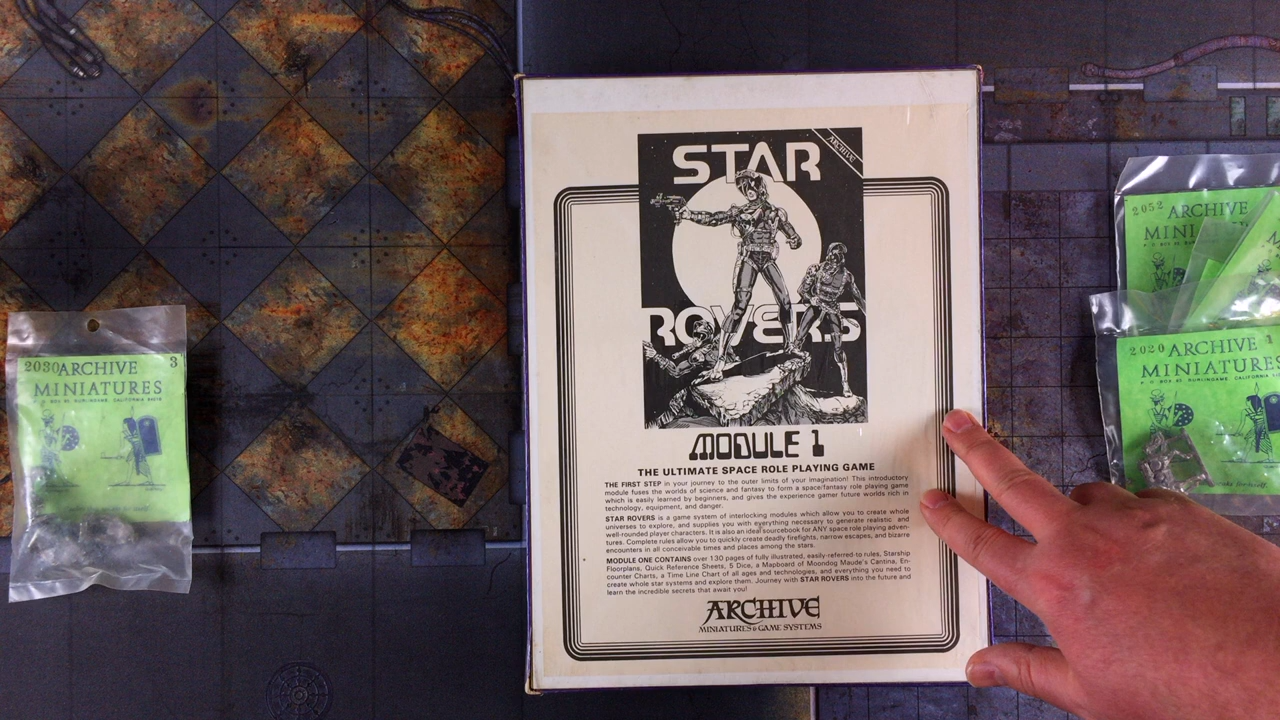 2030 ARCHIVE 3
MINIATURES
P. O. BOX 63 BURLINGAME, CALIFORNIA 94010
STAR
ARCHIVE
ROVERS
MODULE 1
THE ULTIMATE SPACE ROLE PLAYING GAME
THE FIRST STEP in your journey to the outer limits of your imagination! This introductory
module fuses the worlds of science and fantasy to form a space/fantasy role playing game
which is easily learned by beginners, and gives the experience gamer future worlds rich in
technology, equipment, and danger.
STAR ROVERS is a game system of interlocking modules which allow you to create whole
universes to explore, and supplies you with everything necessary to generate realistic and
well-rounded player characters. It is also an ideal sourcebook for ANY space role playing adven-
tures. Complete rules allow you to quickly create deadly firefights, narrow escapes, and bizarre
encounters in all conceivable times and places among the stars.
MODULE ONE CONTAINS over 130 pages of fully illustrated, easily-referred-to rules. Starship
Floorplans, Quick Reference Sheets, 5 Dice, a Mapboard of Moondog Maude's Cantina, En-
counter Charts, a Time Line Chart of all ages and technologies, and everything you need to
create whole star systems and explore them. Journey with STAR ROVERS into the future and
learn the incredible secrets that await you!
ARCHIVE
MINIATURES & GAME SYSTEMS
2052 ARCHIVE
MINI
P. O. BOX
2020 ARCHIVE 1
MINIATURES
P. O. BOX 63 BURLINGAME, CALIFORNIA